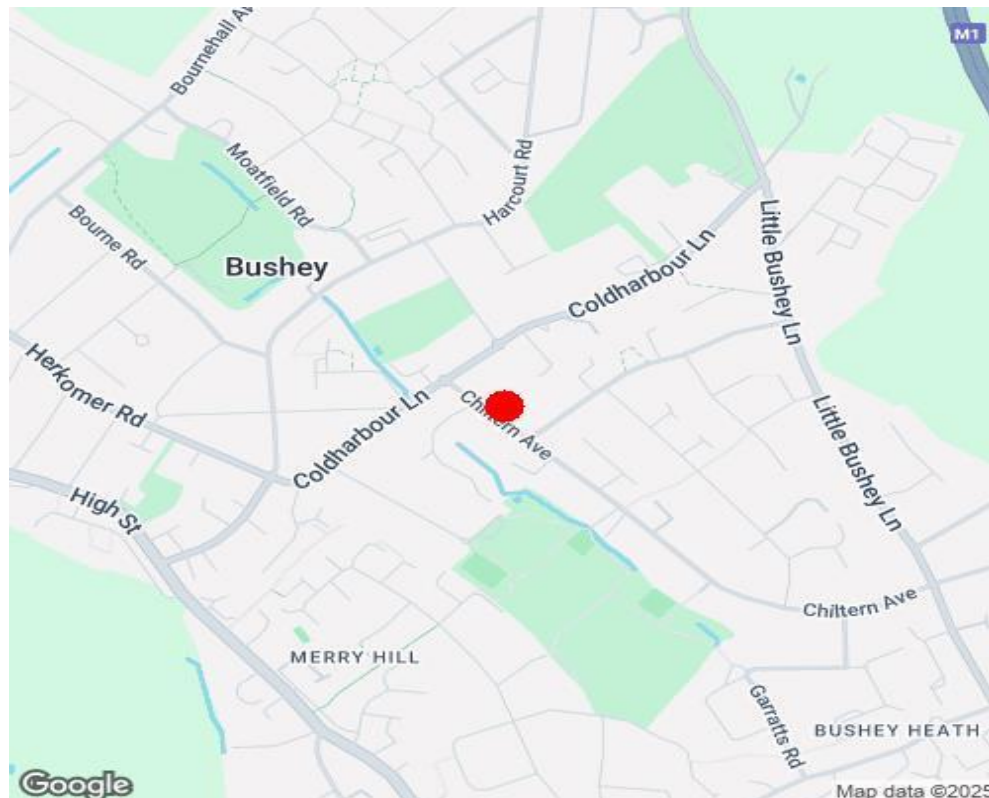 M1
Bournehall Av
Moatfield Rd
Harcourt Rd
Bourne Rd
Bushey
Coldharbour Ln
Little Bushey Ln
Herkomer Rd
Coldharbour Ln
Chiltern Ave
Little Bushey Ln
High St
Chiltern Ave
MERRY HILL
Garratts Rd
BUSHEY HEATH
Google
Map data ©2025